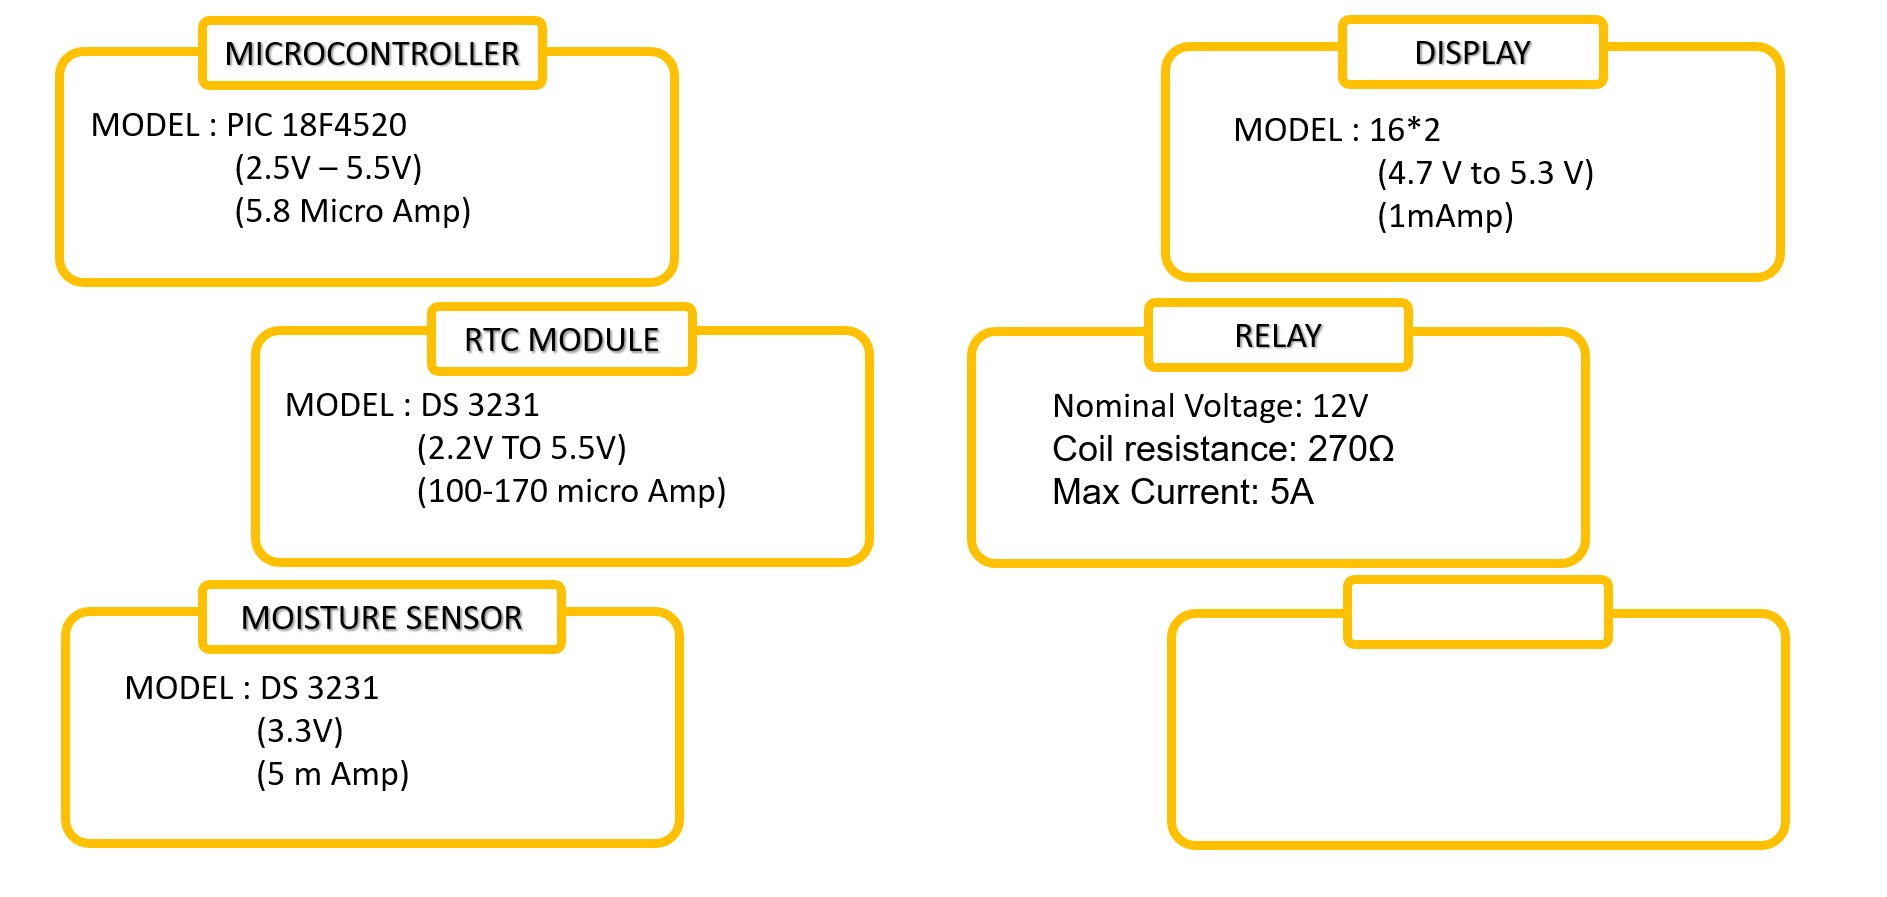 MICROCONTROLLER
MODEL : PIC 18F4520
(2.5V – 5.5V)
(5.8 Micro Amp)
DISPLAY
MODEL : 16*2
(4.7 V to 5.3 V)
(1mAmp)
RTC MODULE
MODEL : DS 3231
(2.2V TO 5.5V)
(100-170 micro Amp)
RELAY
Nominal Voltage: 12V
Coil resistance: 270Ω
Max Current: 5A
MOISTURE SENSOR
MODEL : DS 3231
(3.3V)
(5 m Amp)